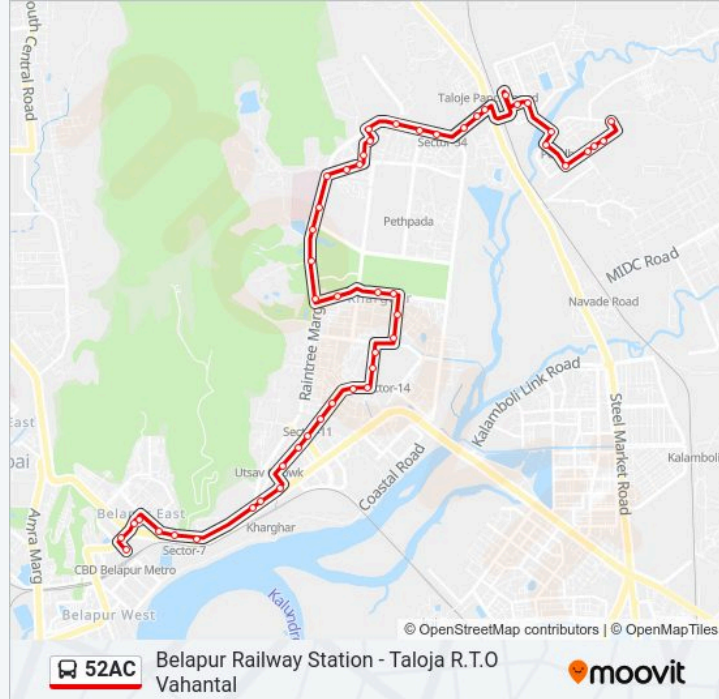 South Central Road
Taloje Panchnand
Sector-34
Pethpada
MIDC Road
Navade Road
Kharghar
Raintree Marg
Sector-14
Kalamboli Link Road
Steel Market Road
Sector-11
Kalamboli
Utsav Chowk
Coastal Road
East
bai
Amra Marg
Belapur East
Kharghar
Sector-7
CBD Belapur Metro
Belapur West
© OpenStreetMap contributors | © OpenMapTiles
52AC
Belapur Railway Station - Taloja R.T.O
Vahantal
moovit